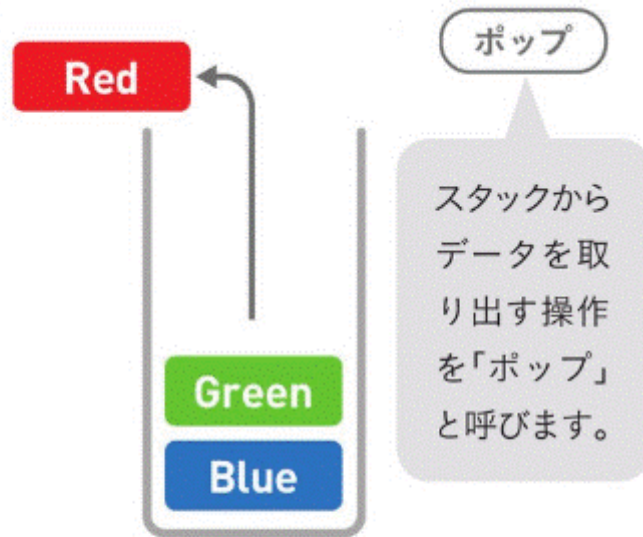 Red
ポップ
スタックから
データを取
り出す操作
を「ポップ」
と呼びます。
Green
Blue